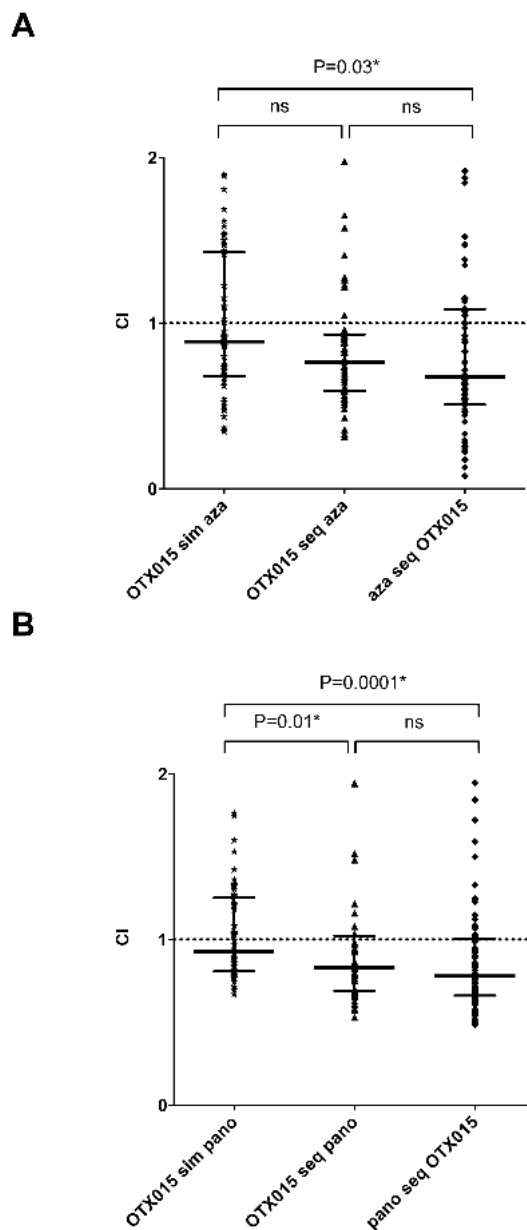 A
P=0.03*
ns ns
2
1
0
CI
OTX015 sim aza
OTX015 seq aza
aza seq OTX015
B
P=0.0001*
P=0.01* ns
2
1
0
CI
OTX015 sim pano
OTX015 seq pano
pano seq OTX015